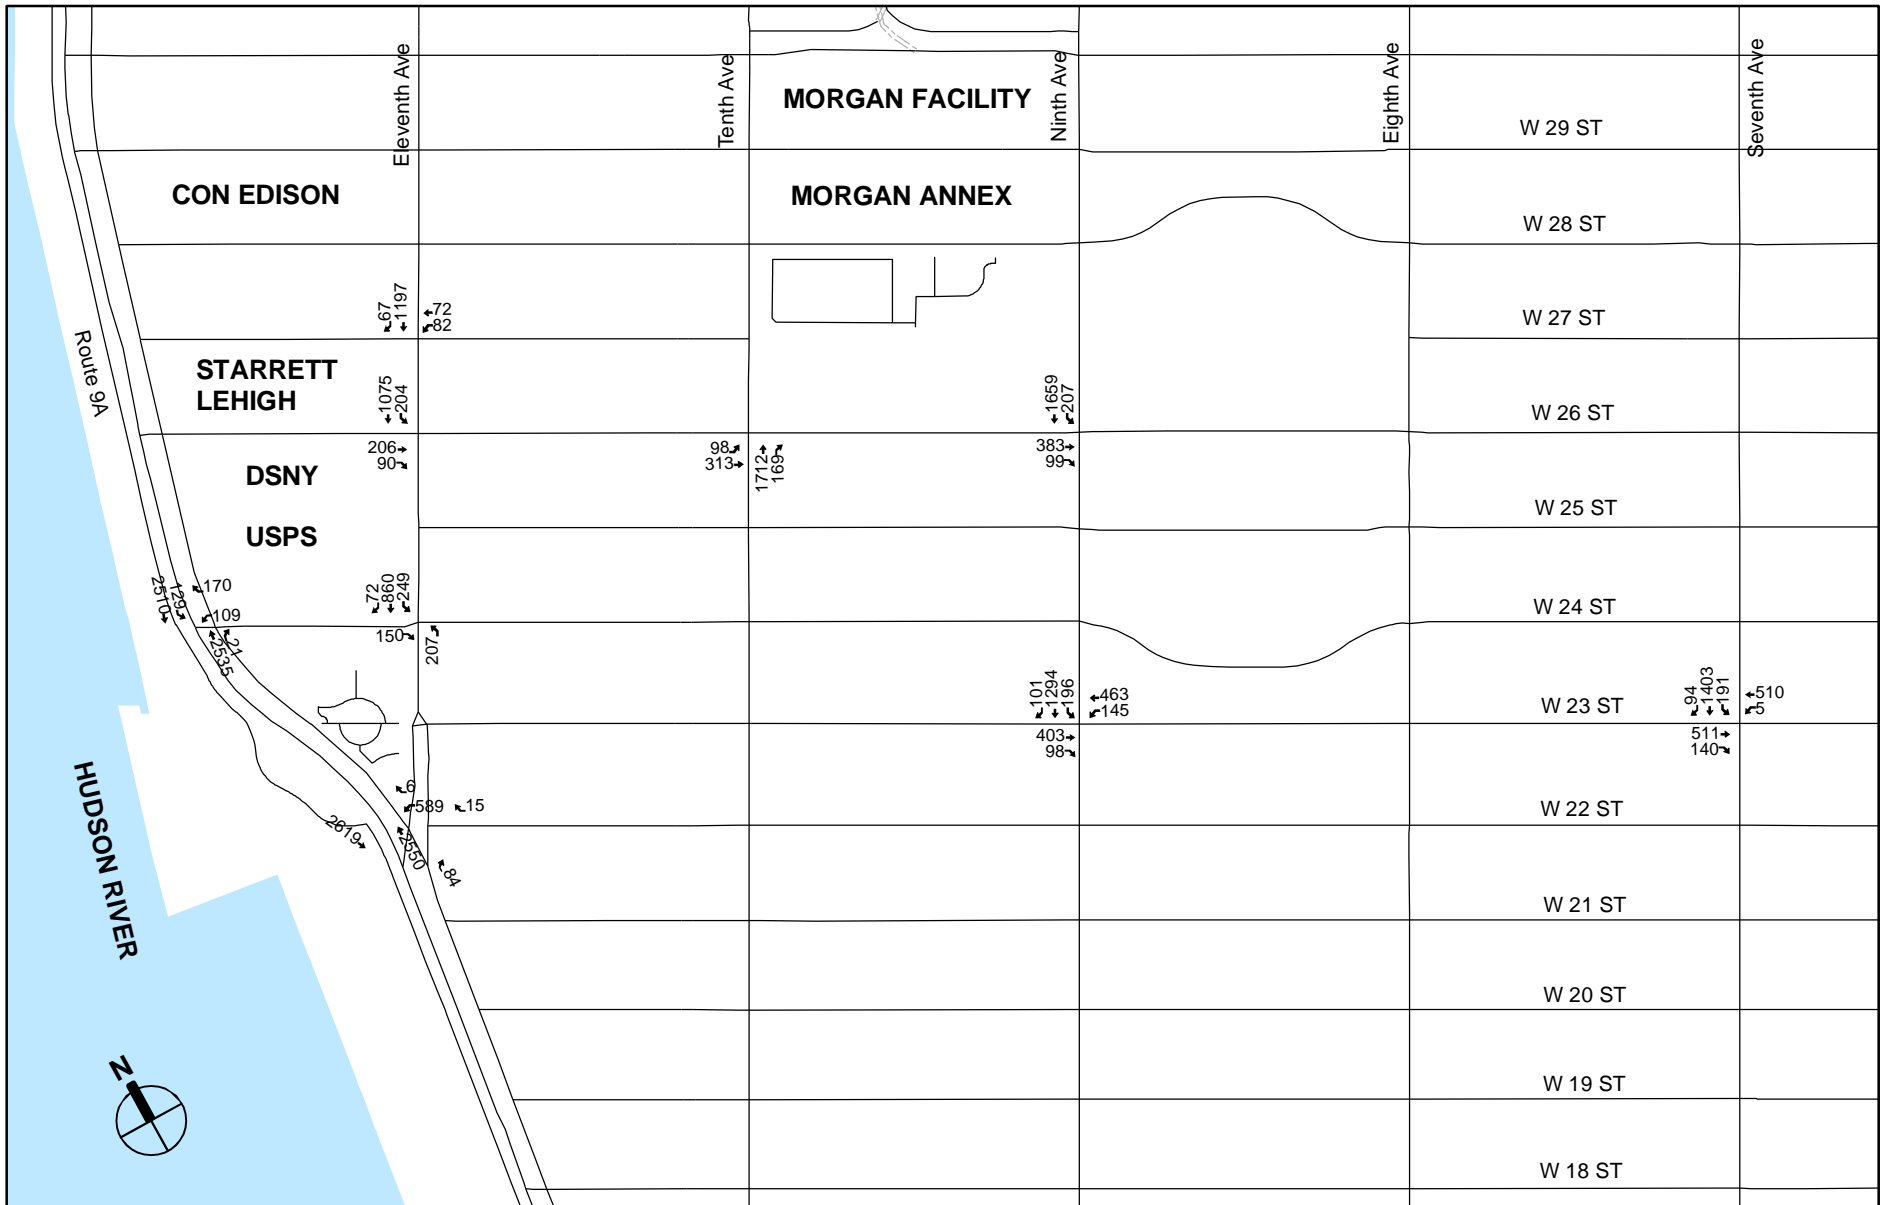 Eleventh Ave
Tenth Ave
Ninth Ave
Eighth Ave
Seventh Ave
MORGAN FACILITY
W 29 ST
CON EDISON
MORGAN ANNEX
W 28 ST
67
1197
72
82
W 27 ST
Route 9A
STARRETT
LEHIGH
1075
204
1659
207
W 26 ST
206
90
98
313
1712
169
383
99
DSNY
W 25 ST
USPS
2510
129
170
109
72
860
249
W 24 ST
150
207
2535
21
101
1294
196
463
145
W 23 ST
94
1403
191
510
5
403
98
511
140
HUDSON RIVER
6
589
15
W 22 ST
2619
2550
84
W 21 ST
W 20 ST
N
W 19 ST
W 18 ST